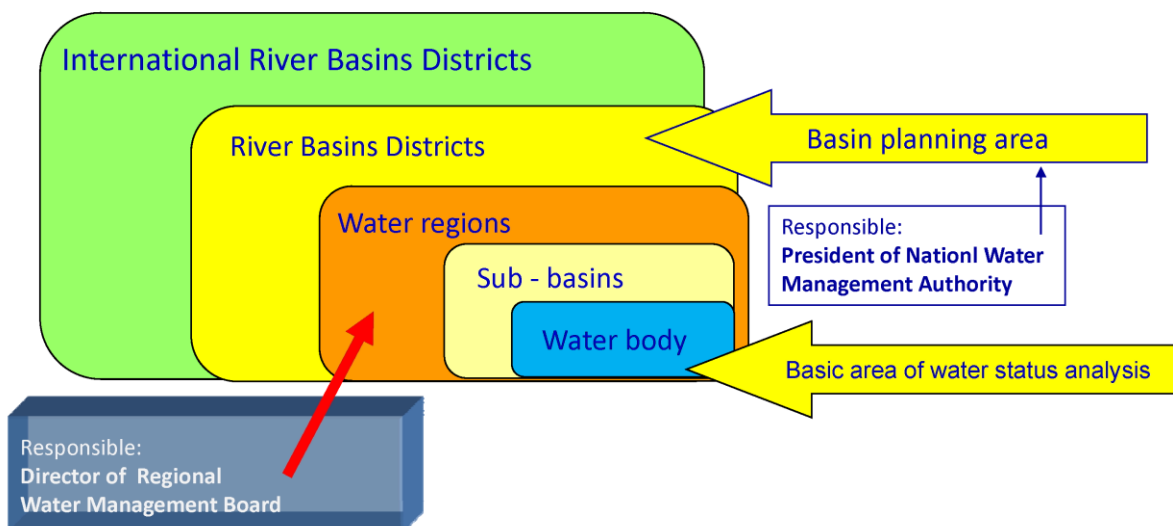 International River Basins Districts
River Basins Districts
Basin planning area
Water regions
Responsible:
President of Nationl Water
Management Authority
Sub - basins
Water body
Basic area of water status analysis
Responsible:
Director of Regional
Water Management Board